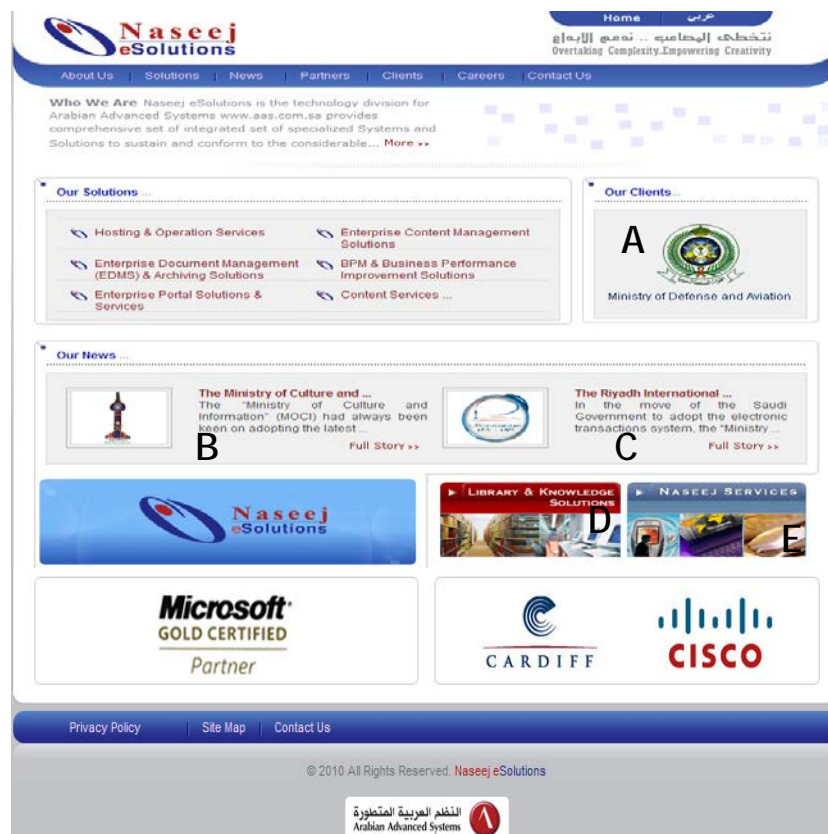 Naseej
eSolutions
Home
عربي
نتخطى المصاعب .. ندعم الإبداع
Overtaking Complexity..Empowering Creativity
About Us | Solutions | News | Partners | Clients | Careers | Contact Us
Who We Are Naseej eSolutions is the technology division for
Arabian Advanced Systems www.aas.com.sa provides
comprehensive set of integrated set of specialized Systems and
Solutions to sustain and conform to the considerable... More >>
Our Solutions ...
Hosting & Operation Services
Enterprise Document Management
(EDMS) & Archiving Solutions
Enterprise Portal Solutions &
Services
Enterprise Content Management
Solutions
BPM & Business Performance
Improvement Solutions
Content Services ...
Our Clients...
A
Ministry of Defense and Aviation
Our News ...
The Ministry of Culture and ...
The "Ministry of Culture and
Information" (MOCI) had always been
keen on adopting the latest ...
B
Full Story >>
The Riyadh International ...
In the move of the Saudi
Government to adopt the electronic
transactions system, the "Ministry ...
C
Full Story >>
Naseej
eSolutions
LIBRARY & KNOWLEDGE
SOLUTIONS
D
NASEEJ SERVICES
E
Microsoft
GOLD CERTIFIED
Partner
CARDIFF
CISCO
Privacy Policy | Site Map | Contact Us
© 2010 All Rights Reserved. Naseej eSolutions
النظم العربية المتطورة
Arabian Advanced Systems